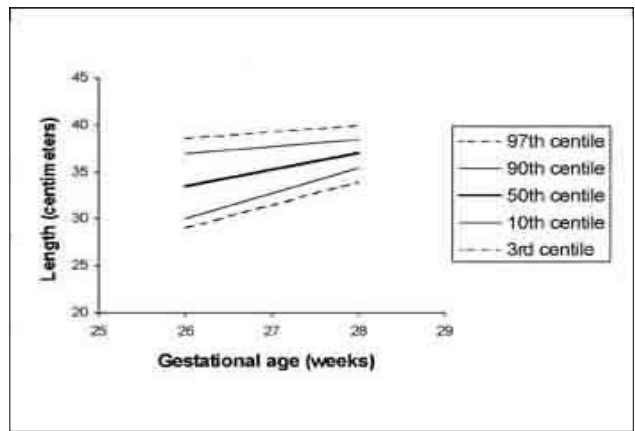 45
40
35
30
25
20
Length (centimeters)
25 26 27 28 29
Gestational age (weeks)
97th centile
90th centile
50th centile
10th centile
3rd centile